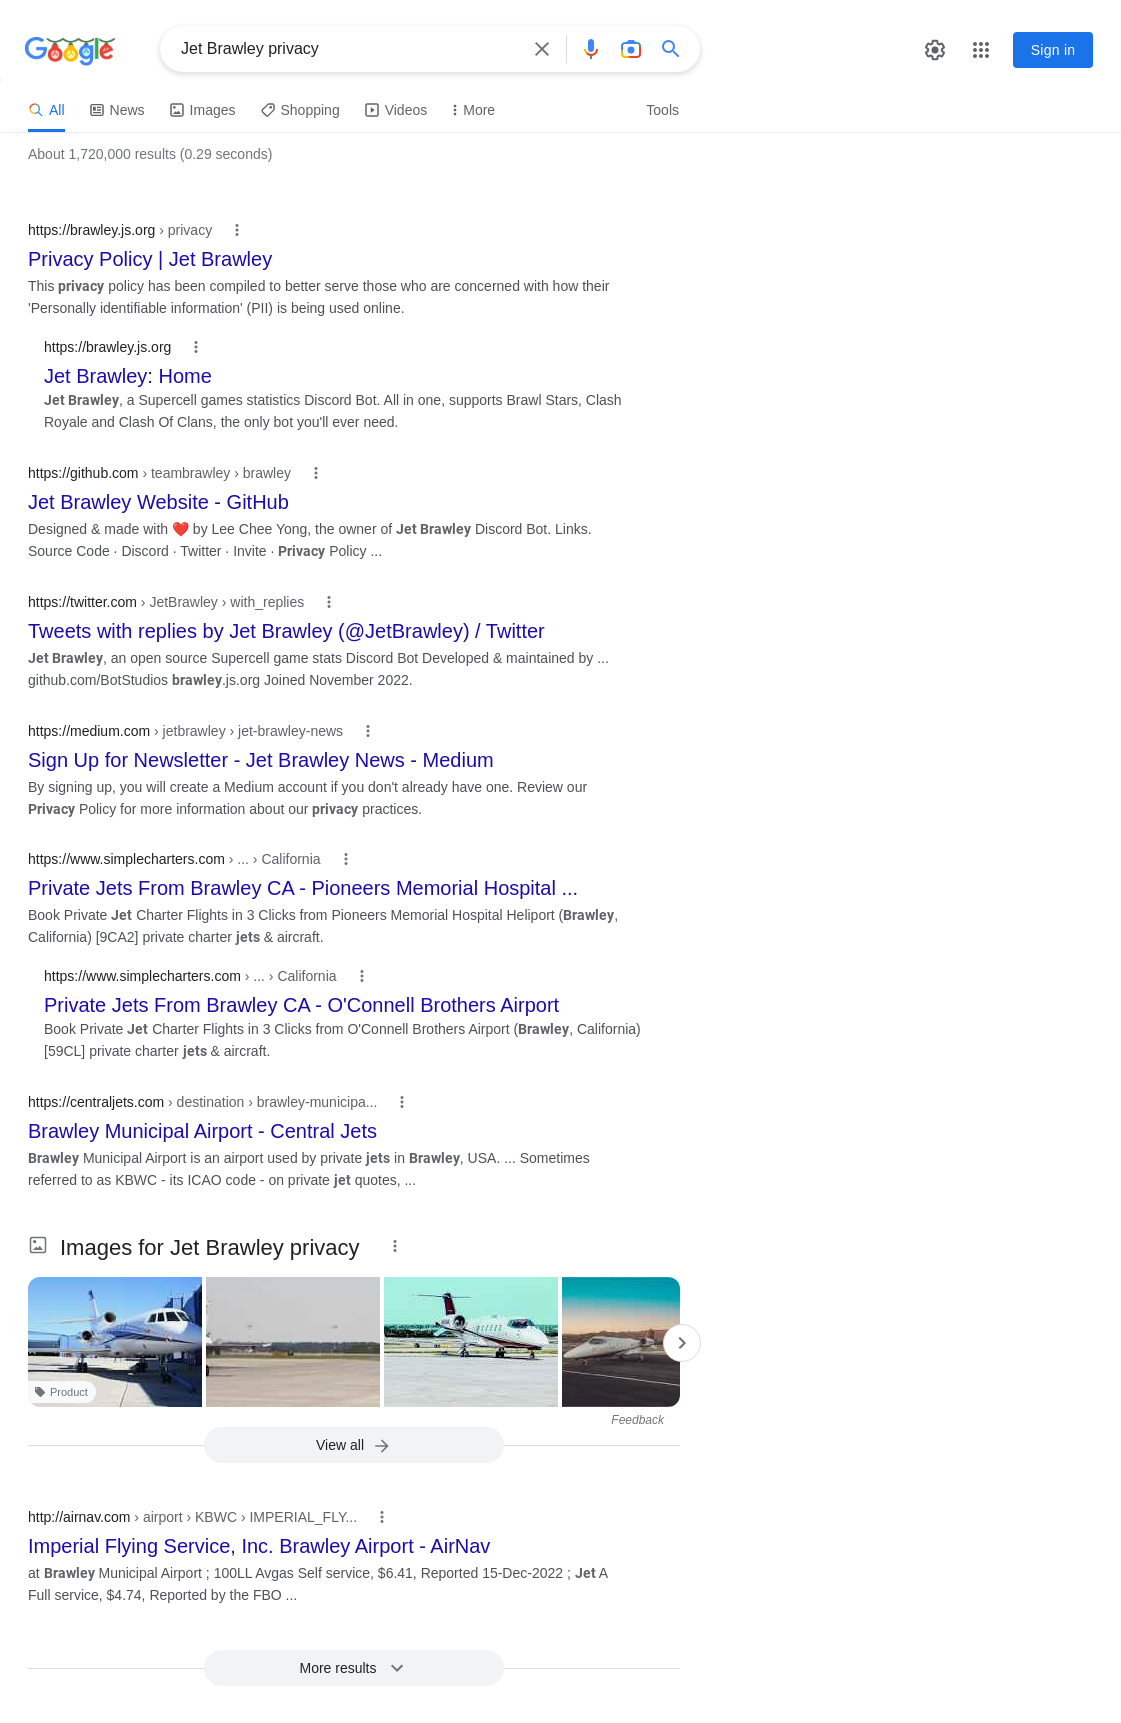 Google
Jet Brawley privacy
Sign in
All
News
Images
Shopping
Videos
More
Tools
About 1,720,000 results (0.29 seconds)
https://brawley.js.org › privacy
Privacy Policy | Jet Brawley
This privacy policy has been compiled to better serve those who are concerned with how their
'Personally identifiable information' (PII) is being used online.
https://brawley.js.org
Jet Brawley: Home
Jet Brawley, a Supercell games statistics Discord Bot. All in one, supports Brawl Stars, Clash
Royale and Clash Of Clans, the only bot you'll ever need.
https://github.com › teambrawley › brawley
Jet Brawley Website - GitHub
Designed & made with ❤️ by Lee Chee Yong, the owner of Jet Brawley Discord Bot. Links.
Source Code · Discord · Twitter · Invite · Privacy Policy ...
https://twitter.com › JetBrawley › with_replies
Tweets with replies by Jet Brawley (@JetBrawley) / Twitter
Jet Brawley, an open source Supercell game stats Discord Bot Developed & maintained by ...
github.com/BotStudios brawley.js.org Joined November 2022.
https://medium.com › jetbrawley › jet-brawley-news
Sign Up for Newsletter - Jet Brawley News - Medium
By signing up, you will create a Medium account if you don't already have one. Review our
Privacy Policy for more information about our privacy practices.
https://www.simplecharters.com › ... › California
Private Jets From Brawley CA - Pioneers Memorial Hospital ...
Book Private Jet Charter Flights in 3 Clicks from Pioneers Memorial Hospital Heliport (Brawley,
California) [9CA2] private charter jets & aircraft.
https://www.simplecharters.com › ... › California
Private Jets From Brawley CA - O'Connell Brothers Airport
Book Private Jet Charter Flights in 3 Clicks from O'Connell Brothers Airport (Brawley, California)
[59CL] private charter jets & aircraft.
https://centraljets.com › destination › brawley-municipa...
Brawley Municipal Airport - Central Jets
Brawley Municipal Airport is an airport used by private jets in Brawley, USA. ... Sometimes
referred to as KBWC - its ICAO code - on private jet quotes, ...
Images for Jet Brawley privacy
Product
Feedback
View all
http://airnav.com › airport › KBWC › IMPERIAL_FLY...
Imperial Flying Service, Inc. Brawley Airport - AirNav
at Brawley Municipal Airport ; 100LL Avgas Self service, $6.41, Reported 15-Dec-2022 ; Jet A
Full service, $4.74, Reported by the FBO ...
More results